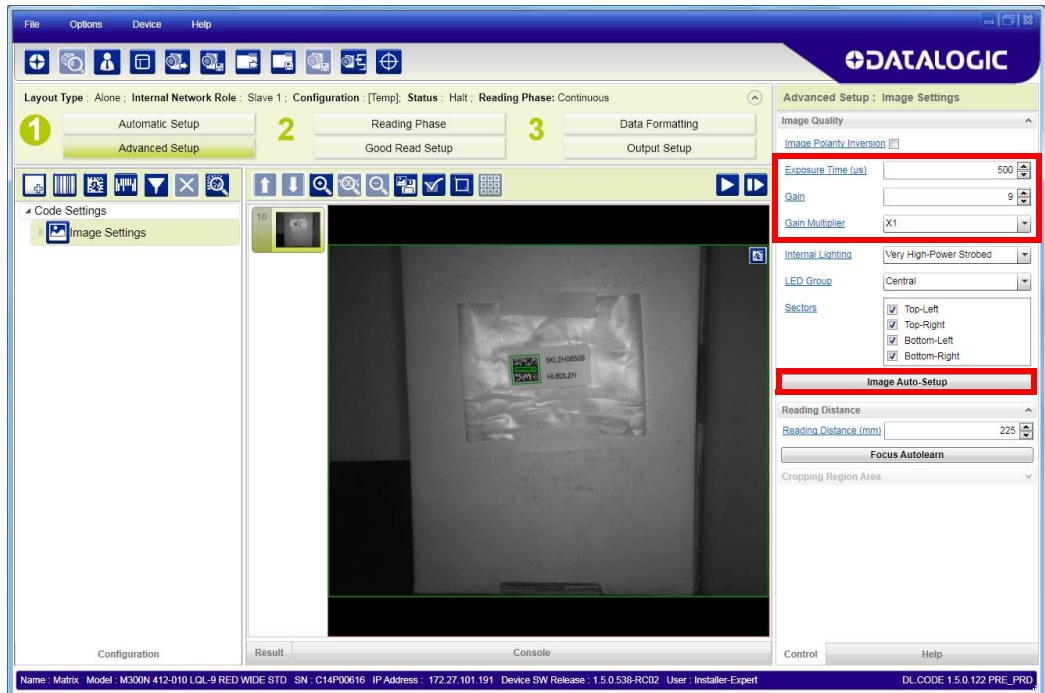 File Options Device Help
DATALOGIC
Layout Type : Alone ; Internal Network Role : Slave 1 ; Configuration : [Temp]; Status : Halt ; Reading Phase: Continuous
1
Automatic Setup
Advanced Setup
2
Reading Phase
Good Read Setup
3
Data Formatting
Output Setup
Code Settings
Image Settings
10
5KL2H08509
HL6DLZN
Configuration
Result
Console
Advanced Setup : Image Settings
Image Quality
Image Polarity Inversion
Exposure Time (µs) 500
Gain 9
Gain Multiplier X1
Internal Lighting Very High-Power Strobed
LED Group Central
Sectors
Top-Left
Top-Right
Bottom-Left
Bottom-Right
Image Auto-Setup
Reading Distance
Reading Distance (mm) 225
Focus Autolearn
Cropping Region Area
Control Help
Name : Matrix Model : M300N 412-010 LQL-9 RED WIDE STD SN : C14P00616 IP Address : 172.27.101.191 Device SW Release : 1.5.0.538-RC02 User : Installer-Expert DL.CODE 1.5.0.122 PRE_PRD